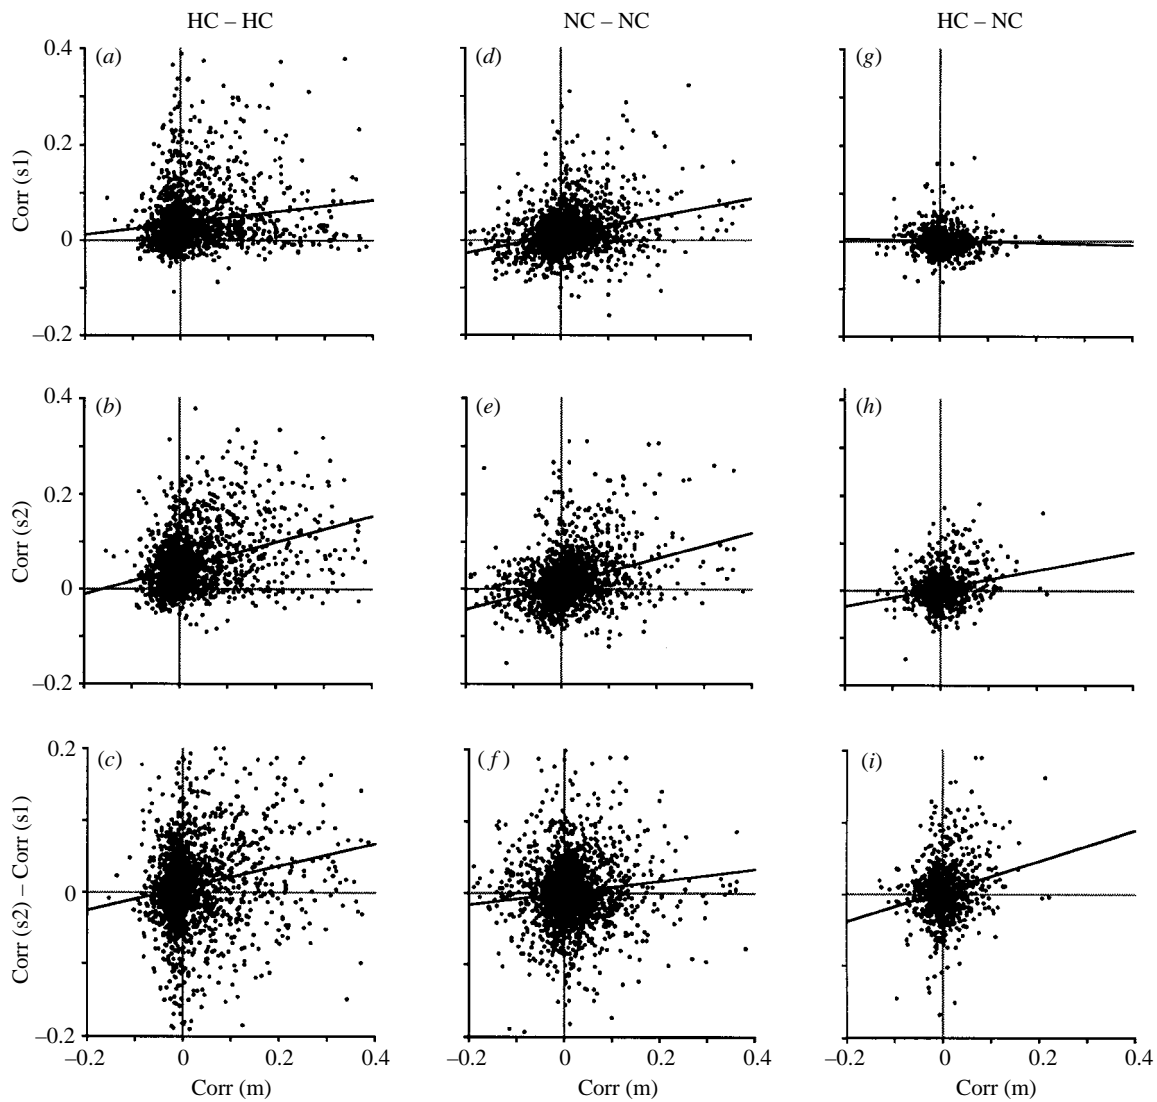 HC – HC
NC – NC
HC – NC
(a)
(d)
(g)
0.4
0.2
0
–0.2
Corr (s1)
(b)
(e)
(h)
0.4
0.2
0
–0.2
Corr (s2)
(c)
(f)
(i)
0.2
0
–0.2
Corr (s2) – Corr (s1)
–0.2 0 0.2 0.4
–0.2 0 0.2 0.4
–0.2 0 0.2 0.4
Corr (m)
Corr (m)
Corr (m)